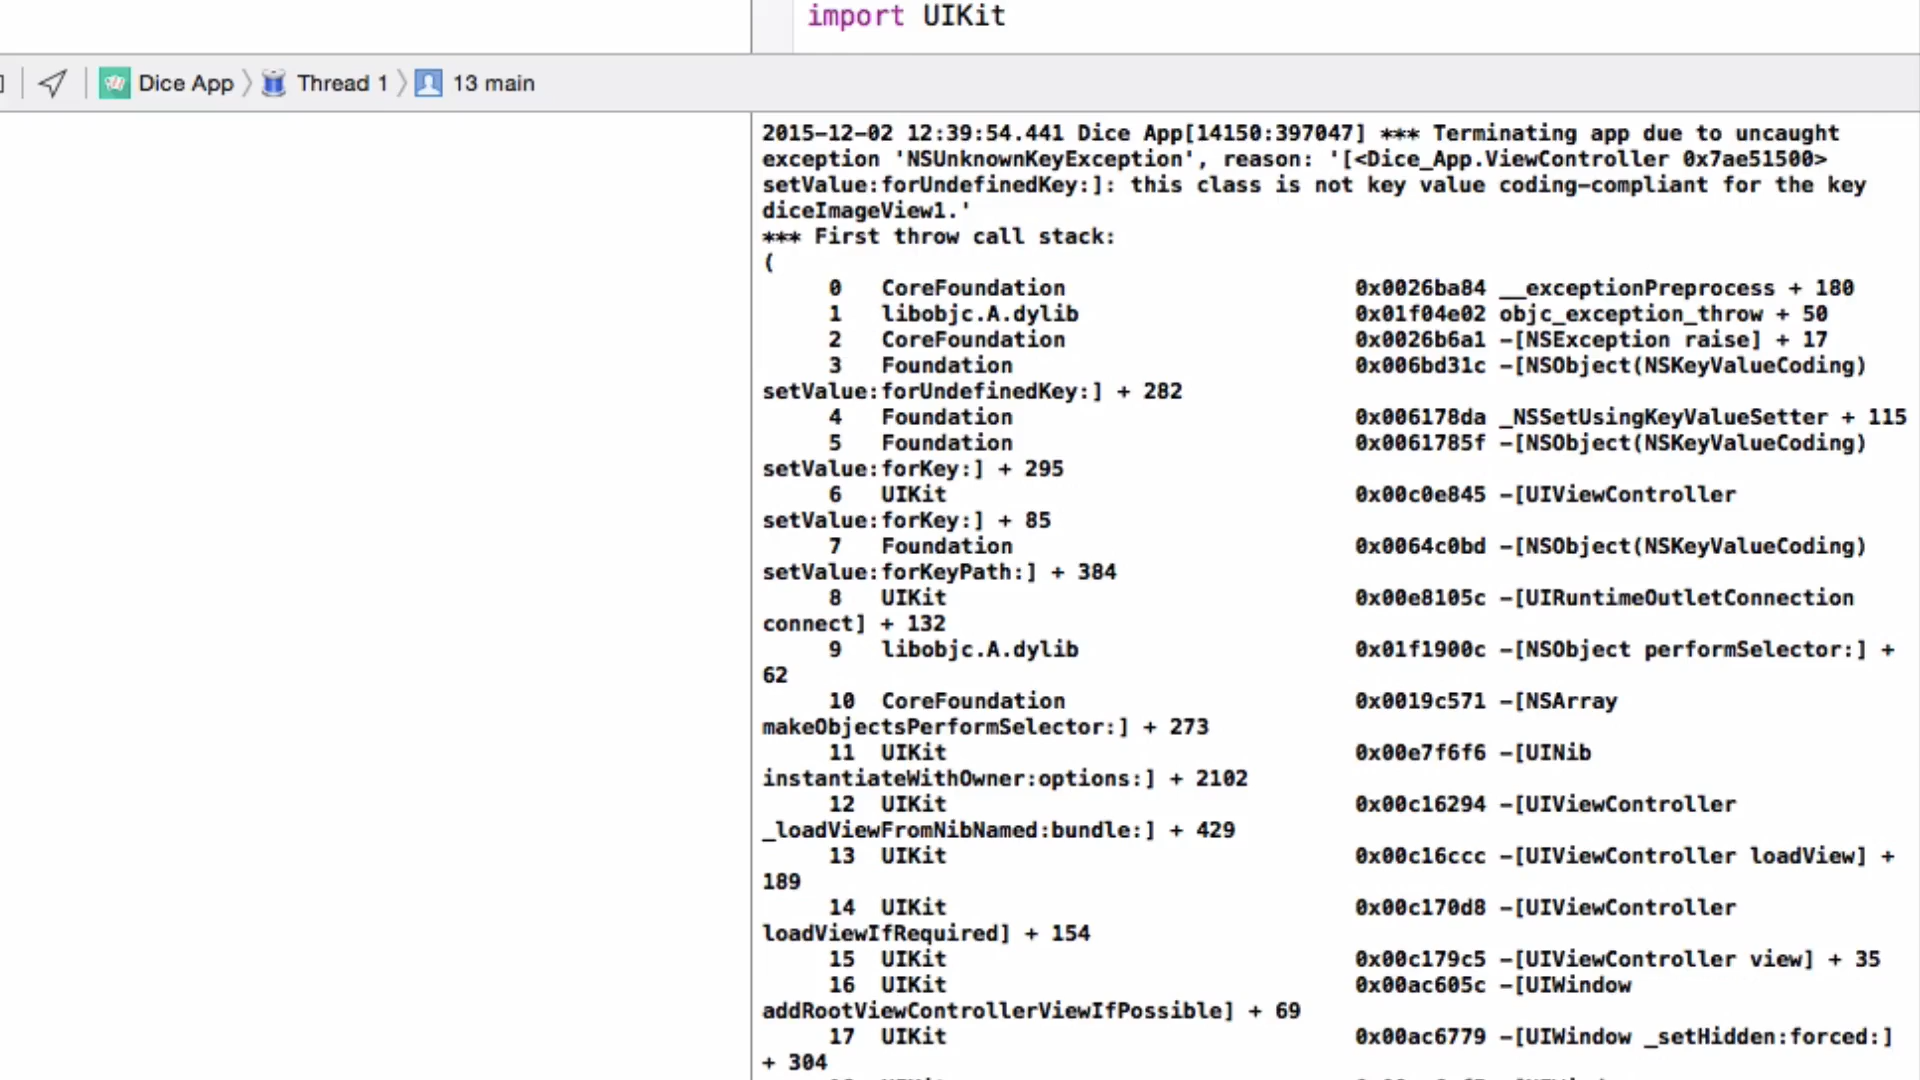 import UIKit
Dice App 〉 Thread 1 〉 13 main
2015-12-02 12:39:54.441 Dice App[14150:397047] *** Terminating app due to uncaught
exception 'NSUnknownKeyException', reason: '[<Dice_App.ViewController 0x7ae51500>
setValue:forUndefinedKey:]: this class is not key value coding-compliant for the key
diceImageView1.'
*** First throw call stack:
(
0 CoreFoundation 0x0026ba84 __exceptionPreprocess + 180
1 libobjc.A.dylib 0x01f04e02 objc_exception_throw + 50
2 CoreFoundation 0x0026b6a1 -[NSException raise] + 17
3 Foundation 0x006bd31c -[NSObject(NSKeyValueCoding)
setValue:forUndefinedKey:] + 282
4 Foundation 0x006178da _NSSetUsingKeyValueSetter + 115
5 Foundation 0x0061785f -[NSObject(NSKeyValueCoding)
setValue:forKey:] + 295
6 UIKit 0x00c0e845 -[UIViewController
setValue:forKey:] + 85
7 Foundation 0x0064c0bd -[NSObject(NSKeyValueCoding)
setValue:forKeyPath:] + 384
8 UIKit 0x00e8105c -[UIRuntimeOutletConnection
connect] + 132
9 libobjc.A.dylib 0x01f1900c -[NSObject performSelector:] +
62
10 CoreFoundation 0x0019c571 -[NSArray
makeObjectsPerformSelector:] + 273
11 UIKit 0x00e7f6f6 -[UINib
instantiateWithOwner:options:] + 2102
12 UIKit 0x00c16294 -[UIViewController
_loadViewFromNibNamed:bundle:] + 429
13 UIKit 0x00c16ccc -[UIViewController loadView] +
189
14 UIKit 0x00c170d8 -[UIViewController
loadViewIfRequired] + 154
15 UIKit 0x00c179c5 -[UIViewController view] + 35
16 UIKit 0x00ac605c -[UIWindow
addRootViewControllerViewIfPossible] + 69
17 UIKit 0x00ac6779 -[UIWindow _setHidden:forced:]
+ 304